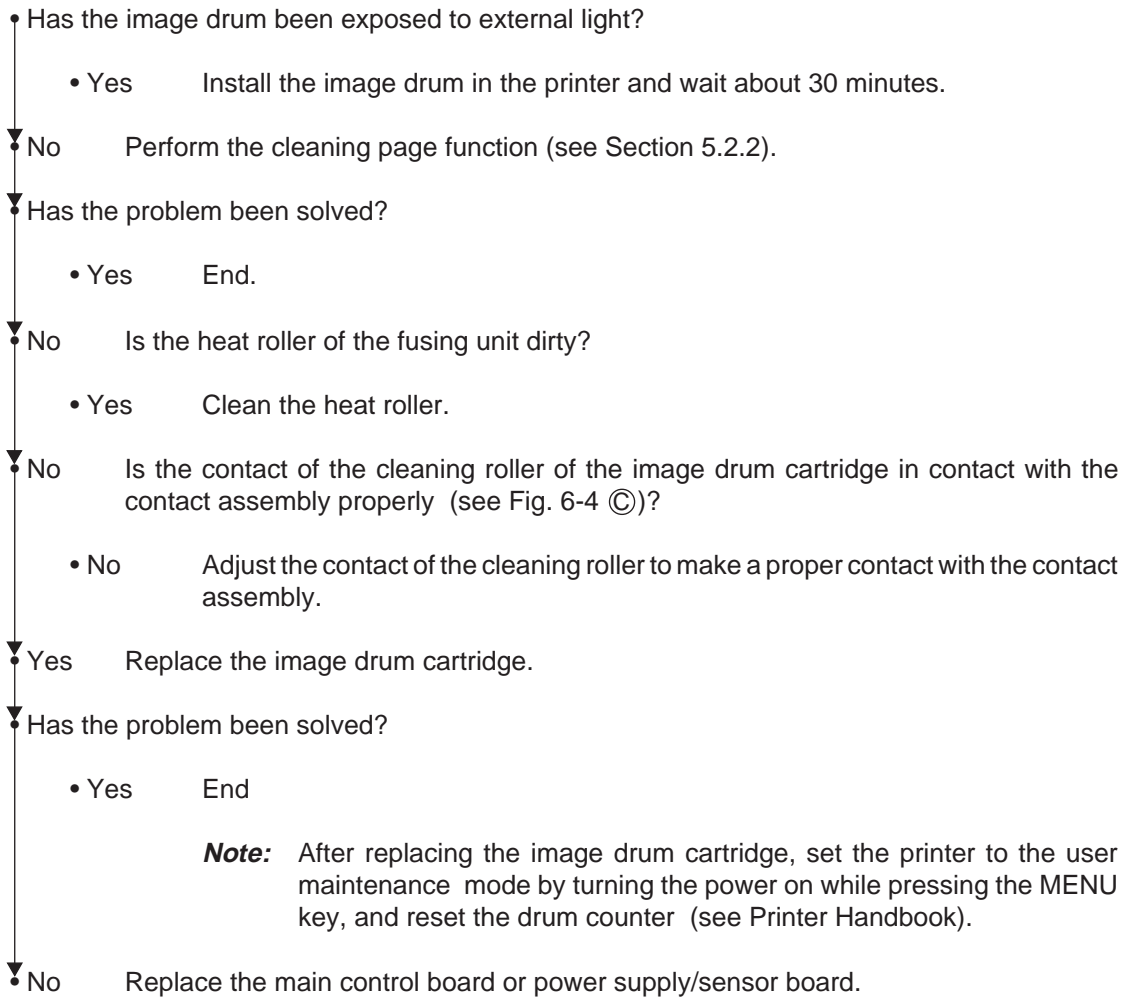 • Has the image drum been exposed to external light?
• Yes Install the image drum in the printer and wait about 30 minutes.
• No Perform the cleaning page function (see Section 5.2.2).
• Has the problem been solved?
• Yes End.
• No Is the heat roller of the fusing unit dirty?
• Yes Clean the heat roller.
• No Is the contact of the cleaning roller of the image drum cartridge in contact with the
contact assembly properly (see Fig. 6-4 Ⓒ)?
• No Adjust the contact of the cleaning roller to make a proper contact with the contact
assembly.
• Yes Replace the image drum cartridge.
• Has the problem been solved?
• Yes End
Note: After replacing the image drum cartridge, set the printer to the user
maintenance mode by turning the power on while pressing the MENU
key, and reset the drum counter (see Printer Handbook).
• No Replace the main control board or power supply/sensor board.